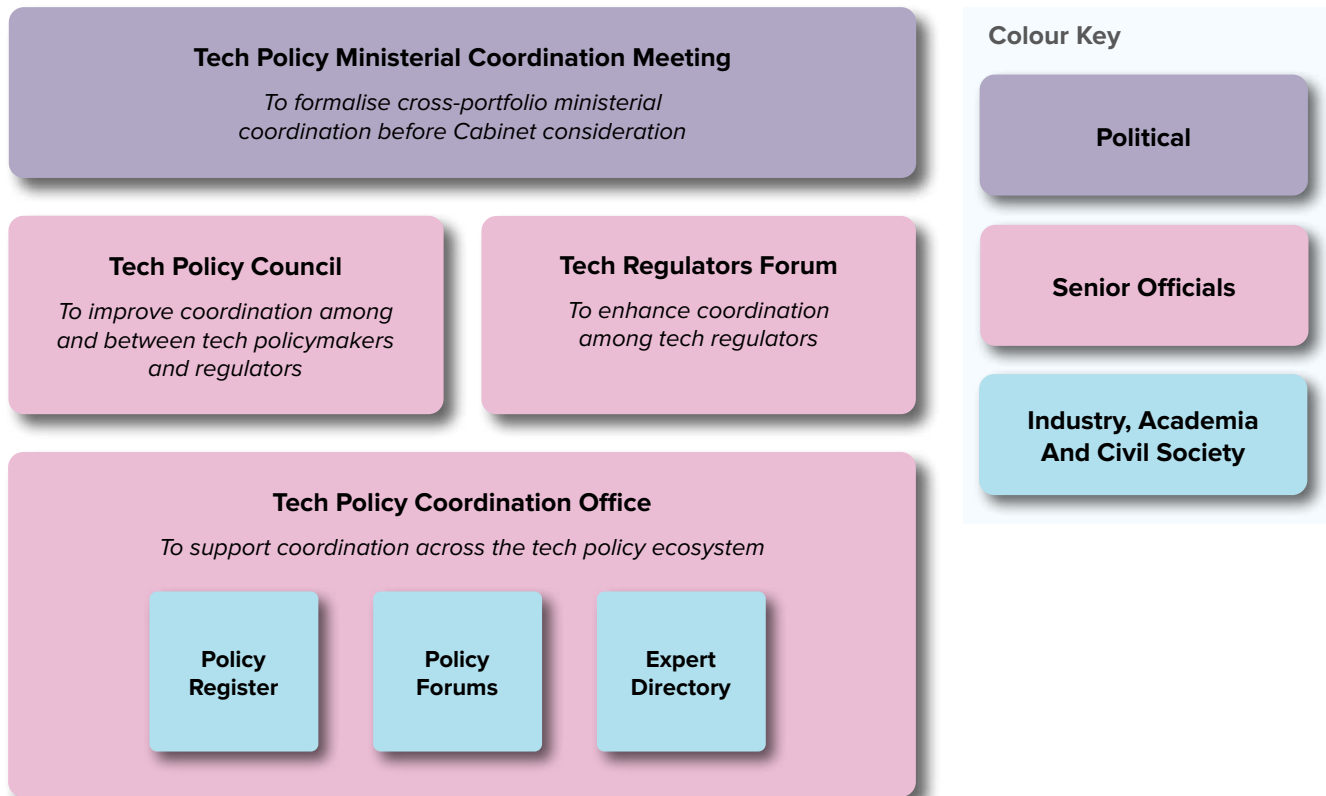 Tech Policy Ministerial Coordination Meeting
To formalise cross-portfolio ministerial
coordination before Cabinet consideration
Tech Policy Council
To improve coordination among
and between tech policymakers
and regulators
Tech Regulators Forum
To enhance coordination
among tech regulators
Tech Policy Coordination Office
To support coordination across the tech policy ecosystem
Policy
Register
Policy
Forums
Expert
Directory
Colour Key
Political
Senior Officials
Industry, Academia
And Civil Society